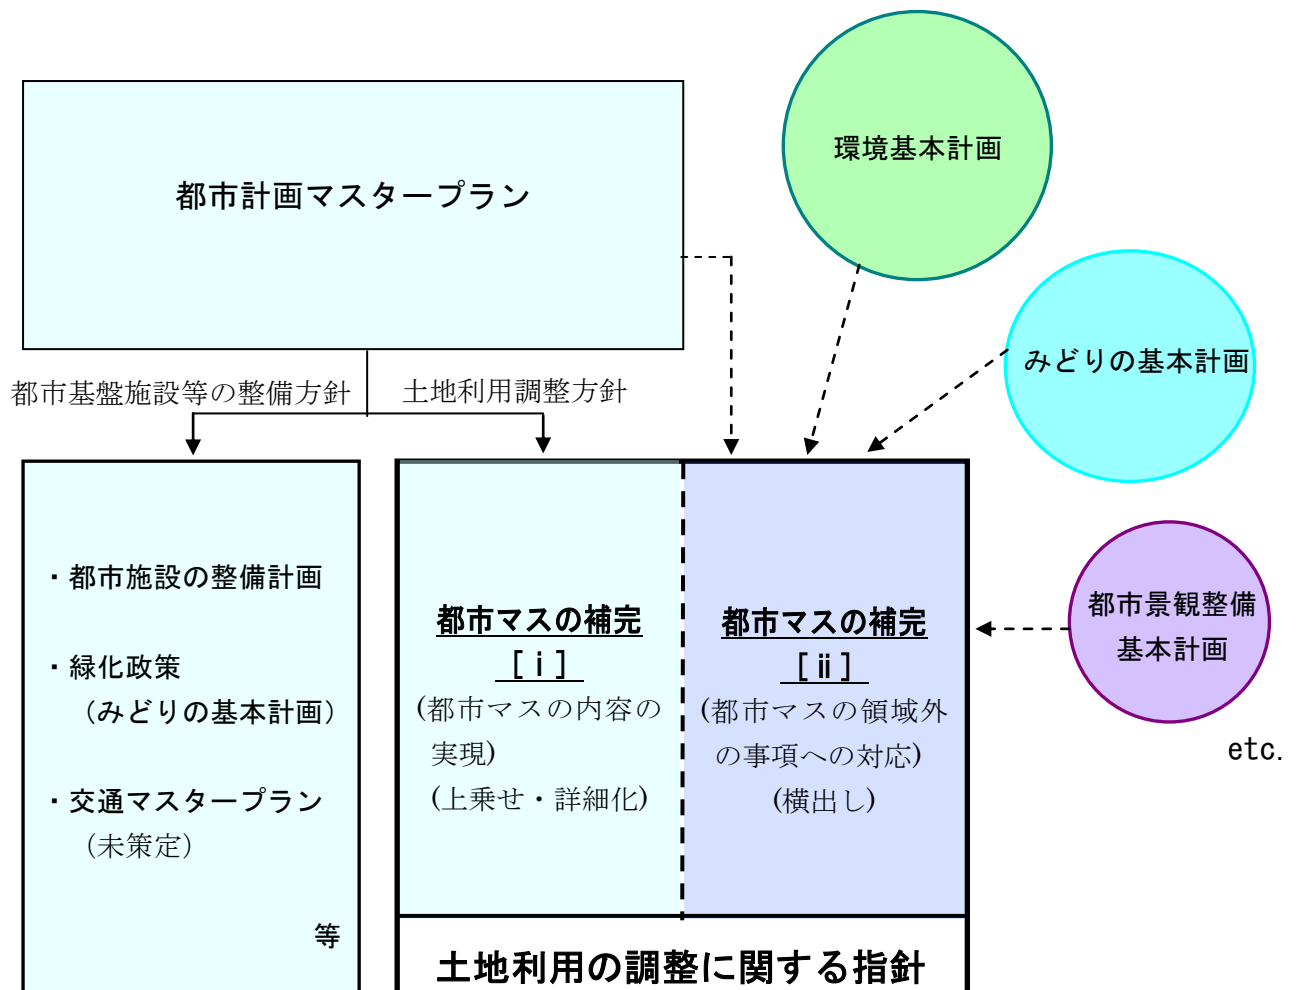 都市計画マスタープラン
環境基本計画
みどりの基本計画
都市基盤施設等の整備方針
土地利用調整方針
・都市施設の整備計画
・緑化政策
（みどりの基本計画）
・交通マスタープラン
（未策定）
等
都市マスの補完
［ⅰ］
(都市マスの内容の
実現)
(上乗せ・詳細化)
都市マスの補完
［ⅱ］
(都市マスの領域外
の事項への対応)
(横出し)
都市景観整備
基本計画
etc.
土地利用の調整に関する指針